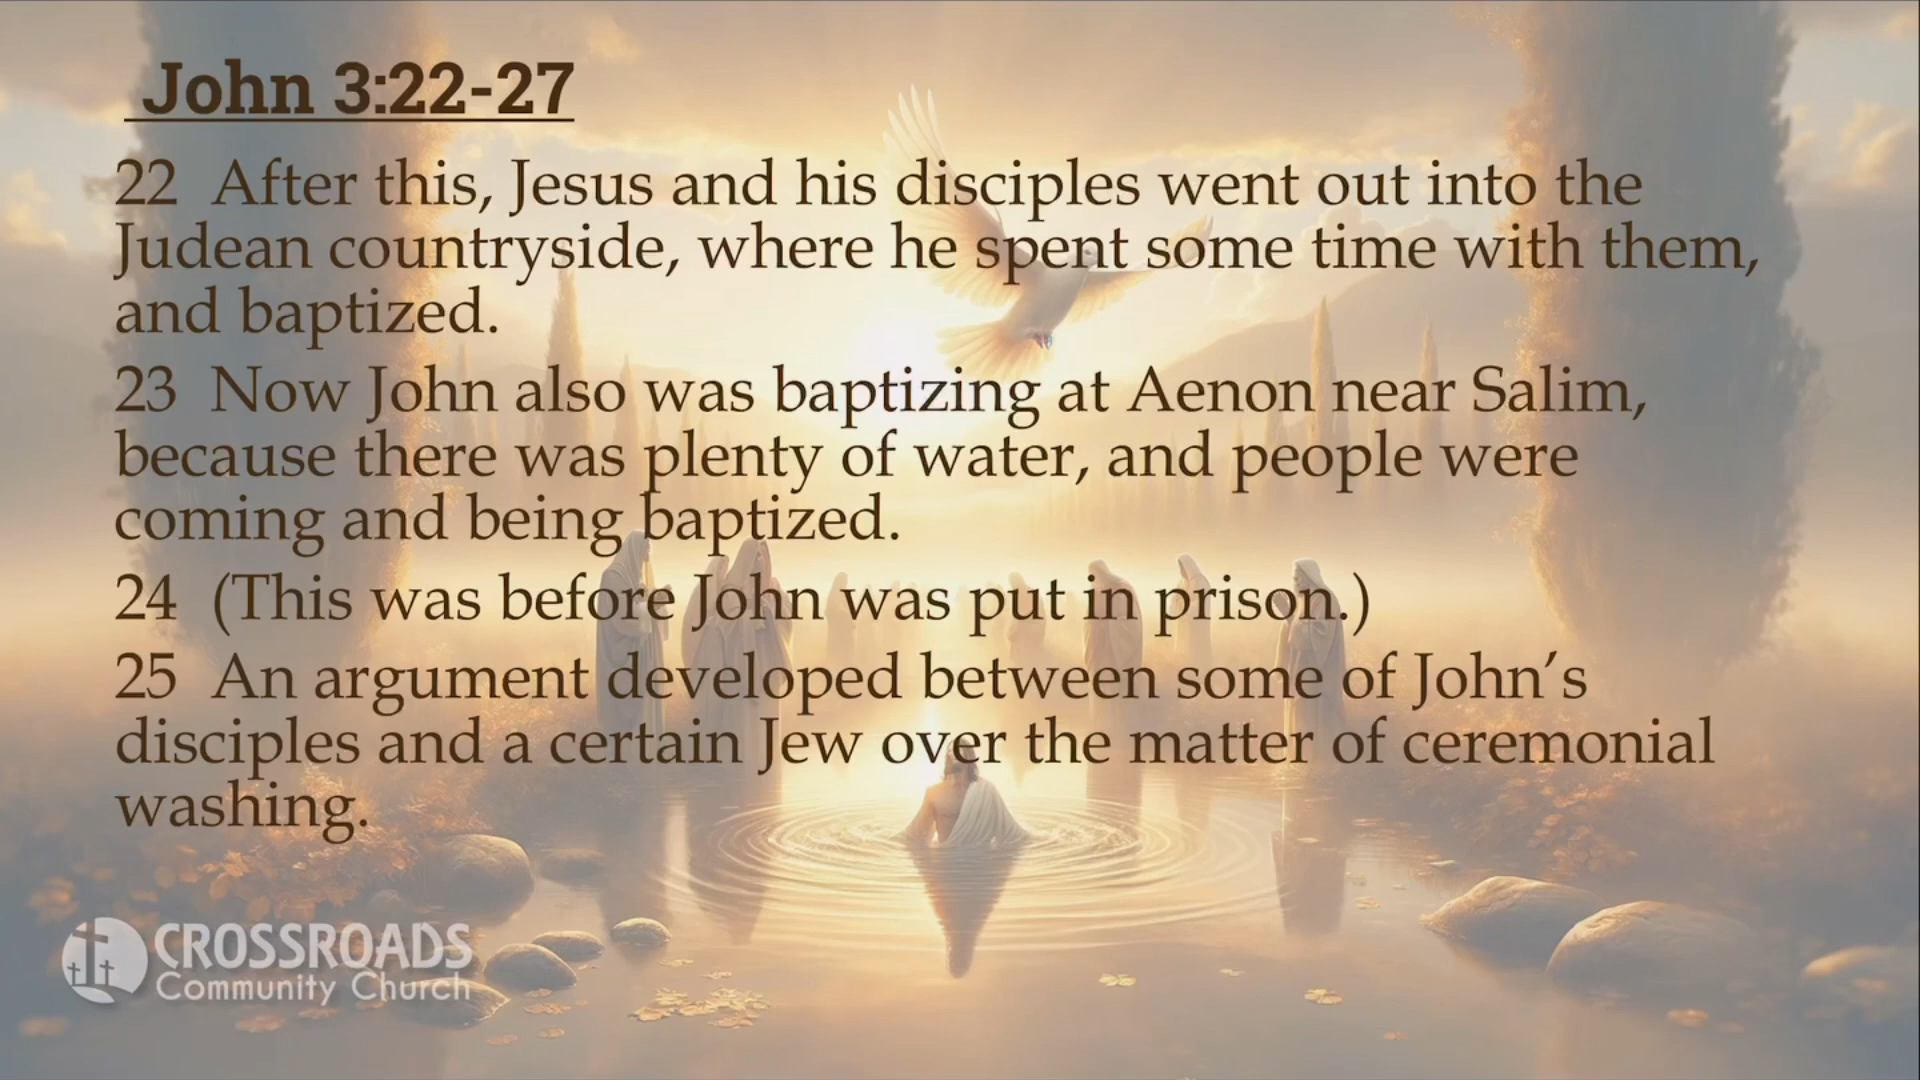 John 3:22-27
22 After this, Jesus and his disciples went out into the
Judean countryside, where he spent some time with them,
and baptized.
23 Now John also was baptizing at Aenon near Salim,
because there was plenty of water, and people were
coming and being baptized.
24 (This was before John was put in prison.)
25 An argument developed between some of John’s
disciples and a certain Jew over the matter of ceremonial
washing.
CROSSROADS
Community Church